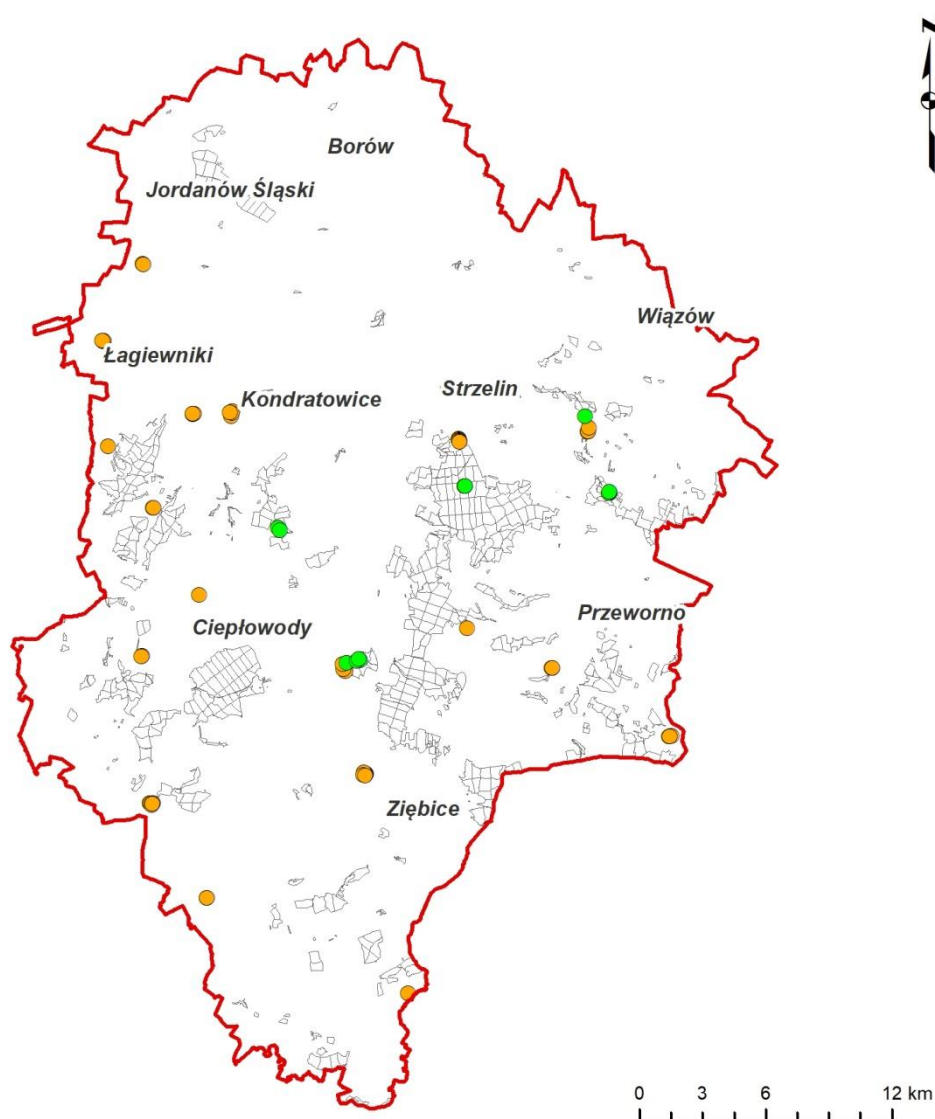 N
Borów
Jordanów Śląski
Wiązów
Łagiewniki
Strzelin
Kondratowice
Przeworno
Ciepłowody
Ziębice
0 3 6 12 km